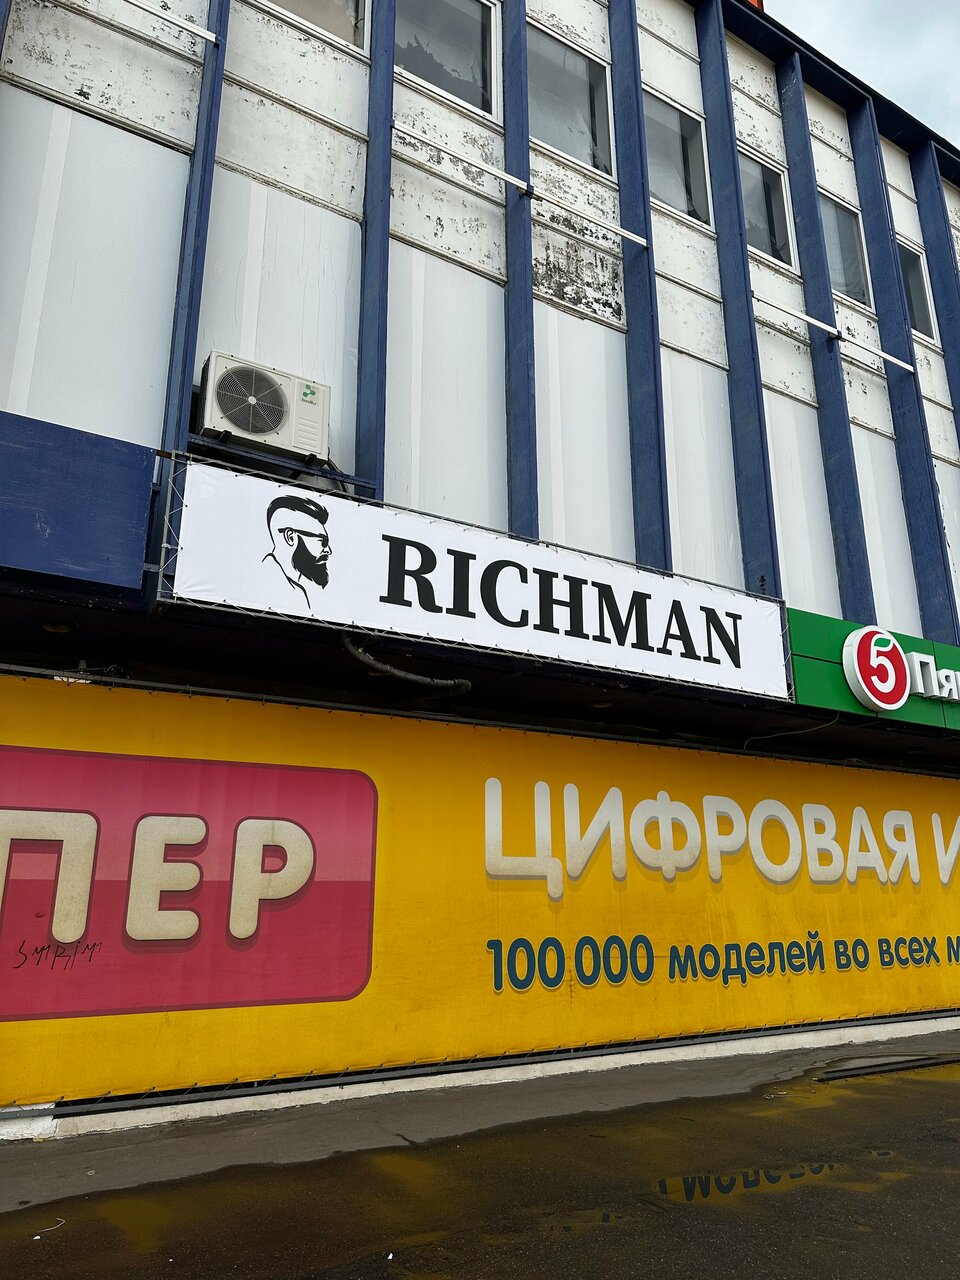 RICHMAN
5
ПЕР
ЦИФРОВАЯ
100 000 моделей во всех